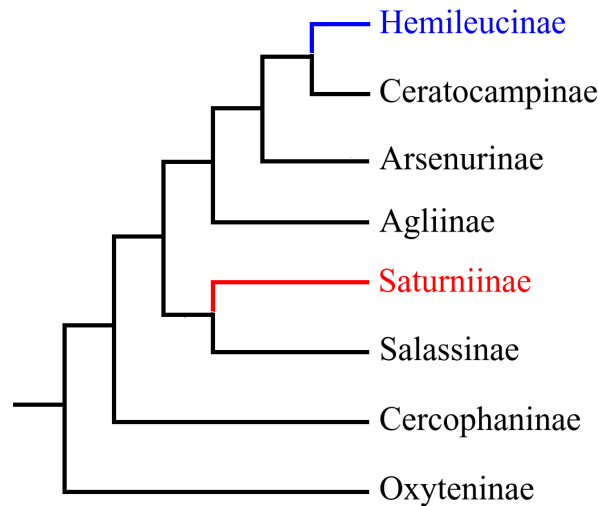 Hemileucinae
Ceratocampinae
Arsenurinae
Agliinae
Saturniinae
Salassinae
Cercophaninae
Oxyteninae